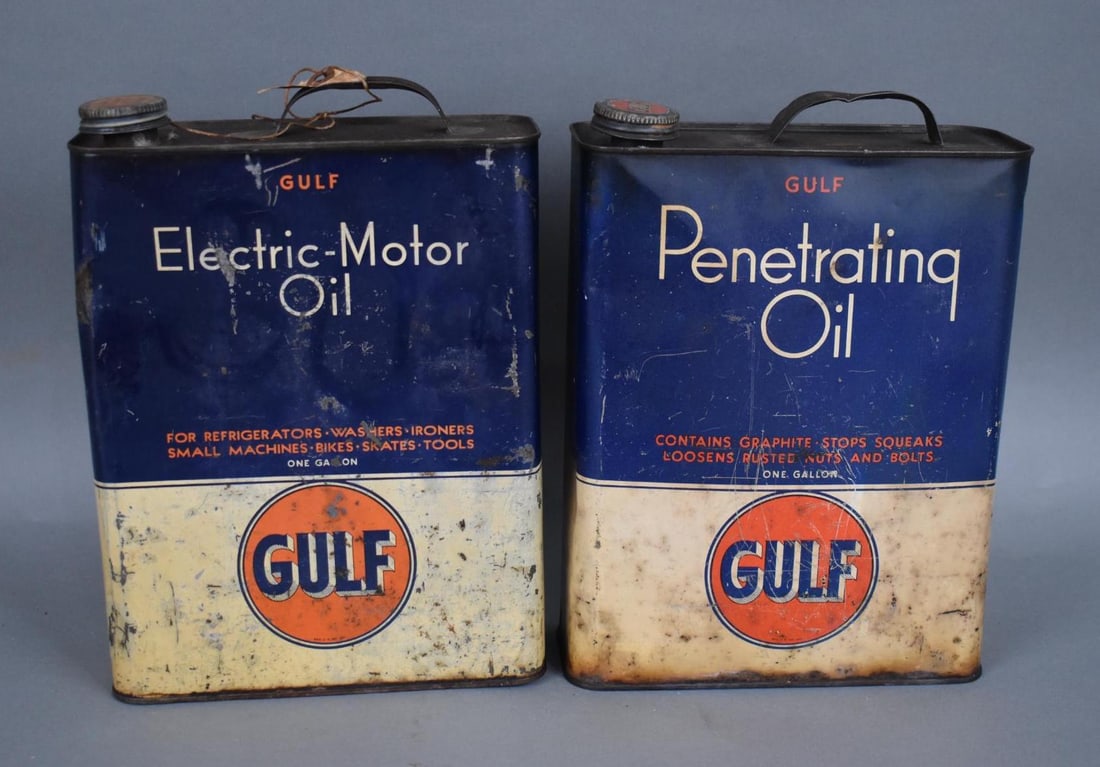 GULF
Electric-Motor
Oil
FOR REFRIGERATORS·WASHERS·IRONERS
SMALL MACHINES·BIKES·SKATES·TOOLS
ONE GALLON
GULF
GULF
Penetrating
Oil
CONTAINS GRAPHITE·STOPS SQUEAKS
LOOSENS RUSTED NUTS AND BOLTS
ONE GALLON
GULF